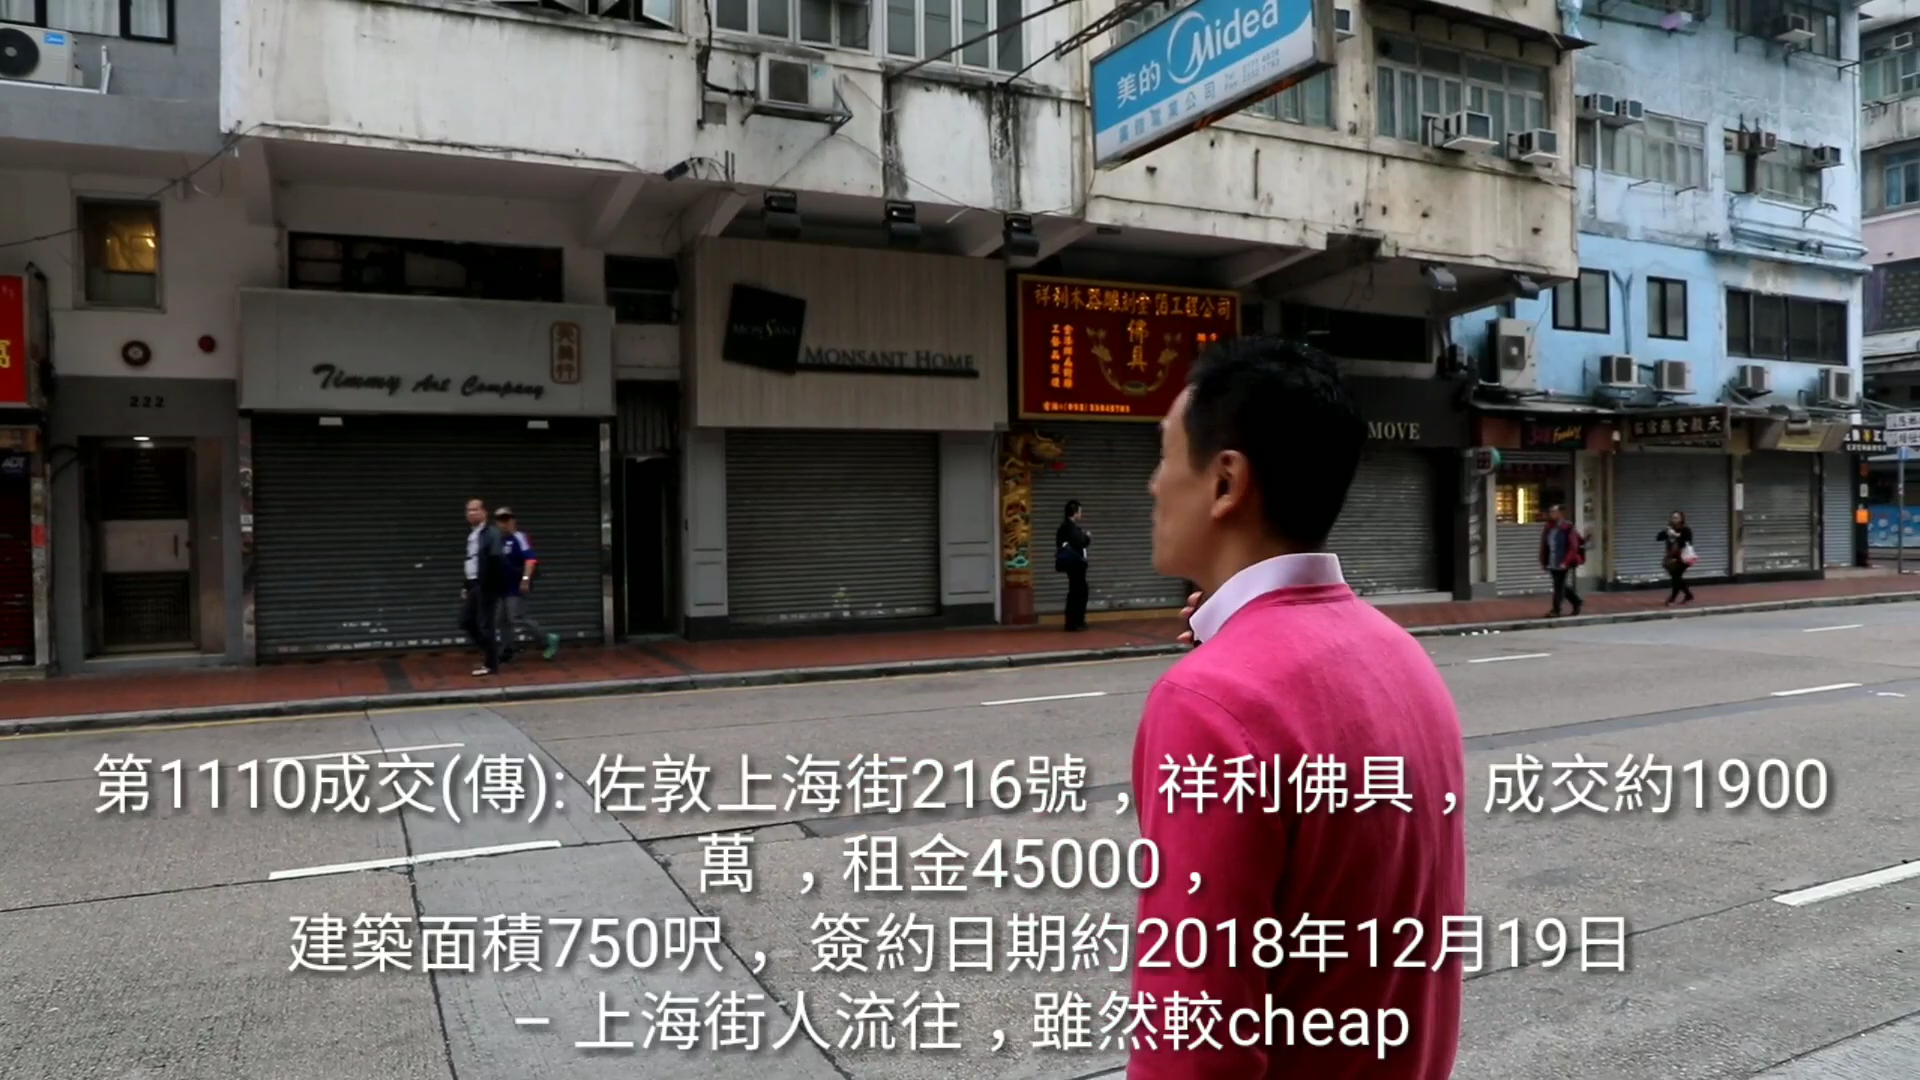 Midea
美的
222
Timmy Art Company
MONSANT
MONSANT HOME
祥利木器雕刻金箔工程公司
佛具
MOVE
ADT
第1110成交(傳): 佐敦上海街216號，祥利佛具，成交約1900
萬 ，租金45000，
建築面積750呎， 簽約日期約2018年12月19日
– 上海街人流往，雖然較cheap